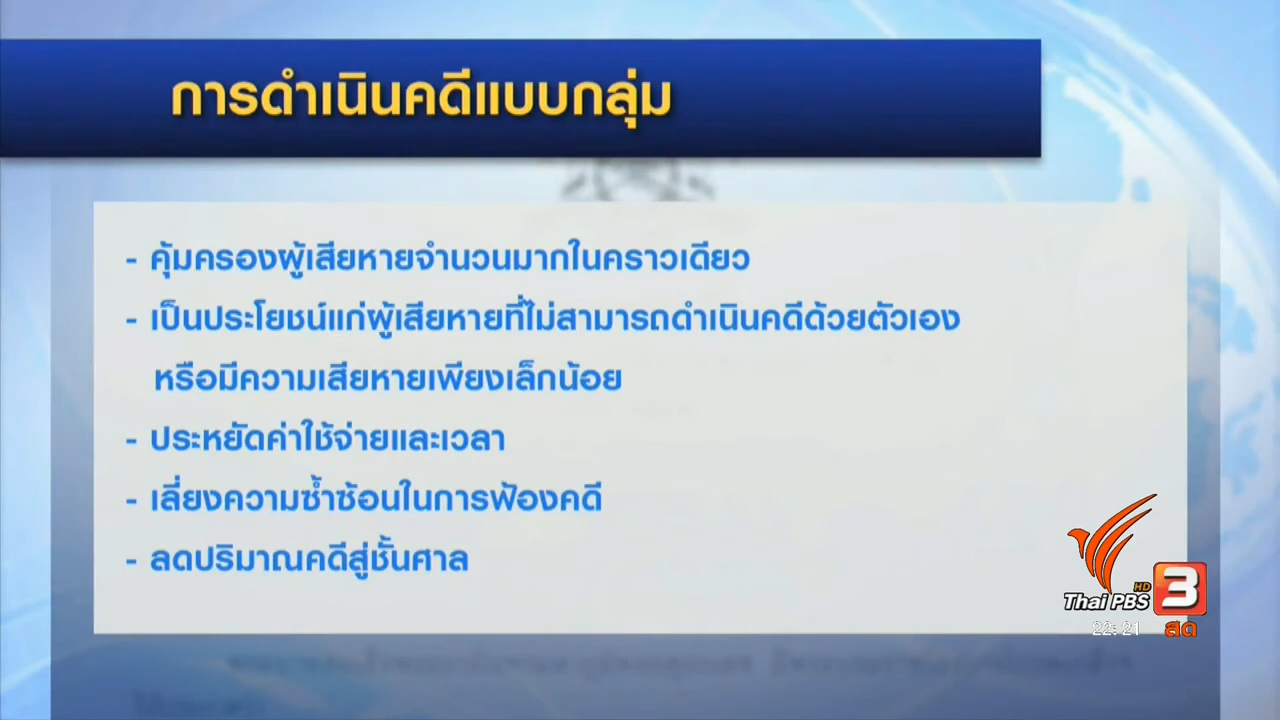 การดำเนินคดีแบบกลุ่ม
- คุ้มครองผู้เสียหายจำนวนมากในคราวเดียว
- เป็นประโยชน์แก่ผู้เสียหายที่ไม่สามารถดำเนินคดีด้วยตัวเอง
หรือมีความเสียหายเพียงเล็กน้อย
- ประหยัดค่าใช้จ่ายและเวลา
- เลี่ยงความซ้ำซ้อนในการฟ้องคดี
- ลดปริมาณคดีสู่ชั้นศาล
HD
Thai PBS 3
22:21 สด